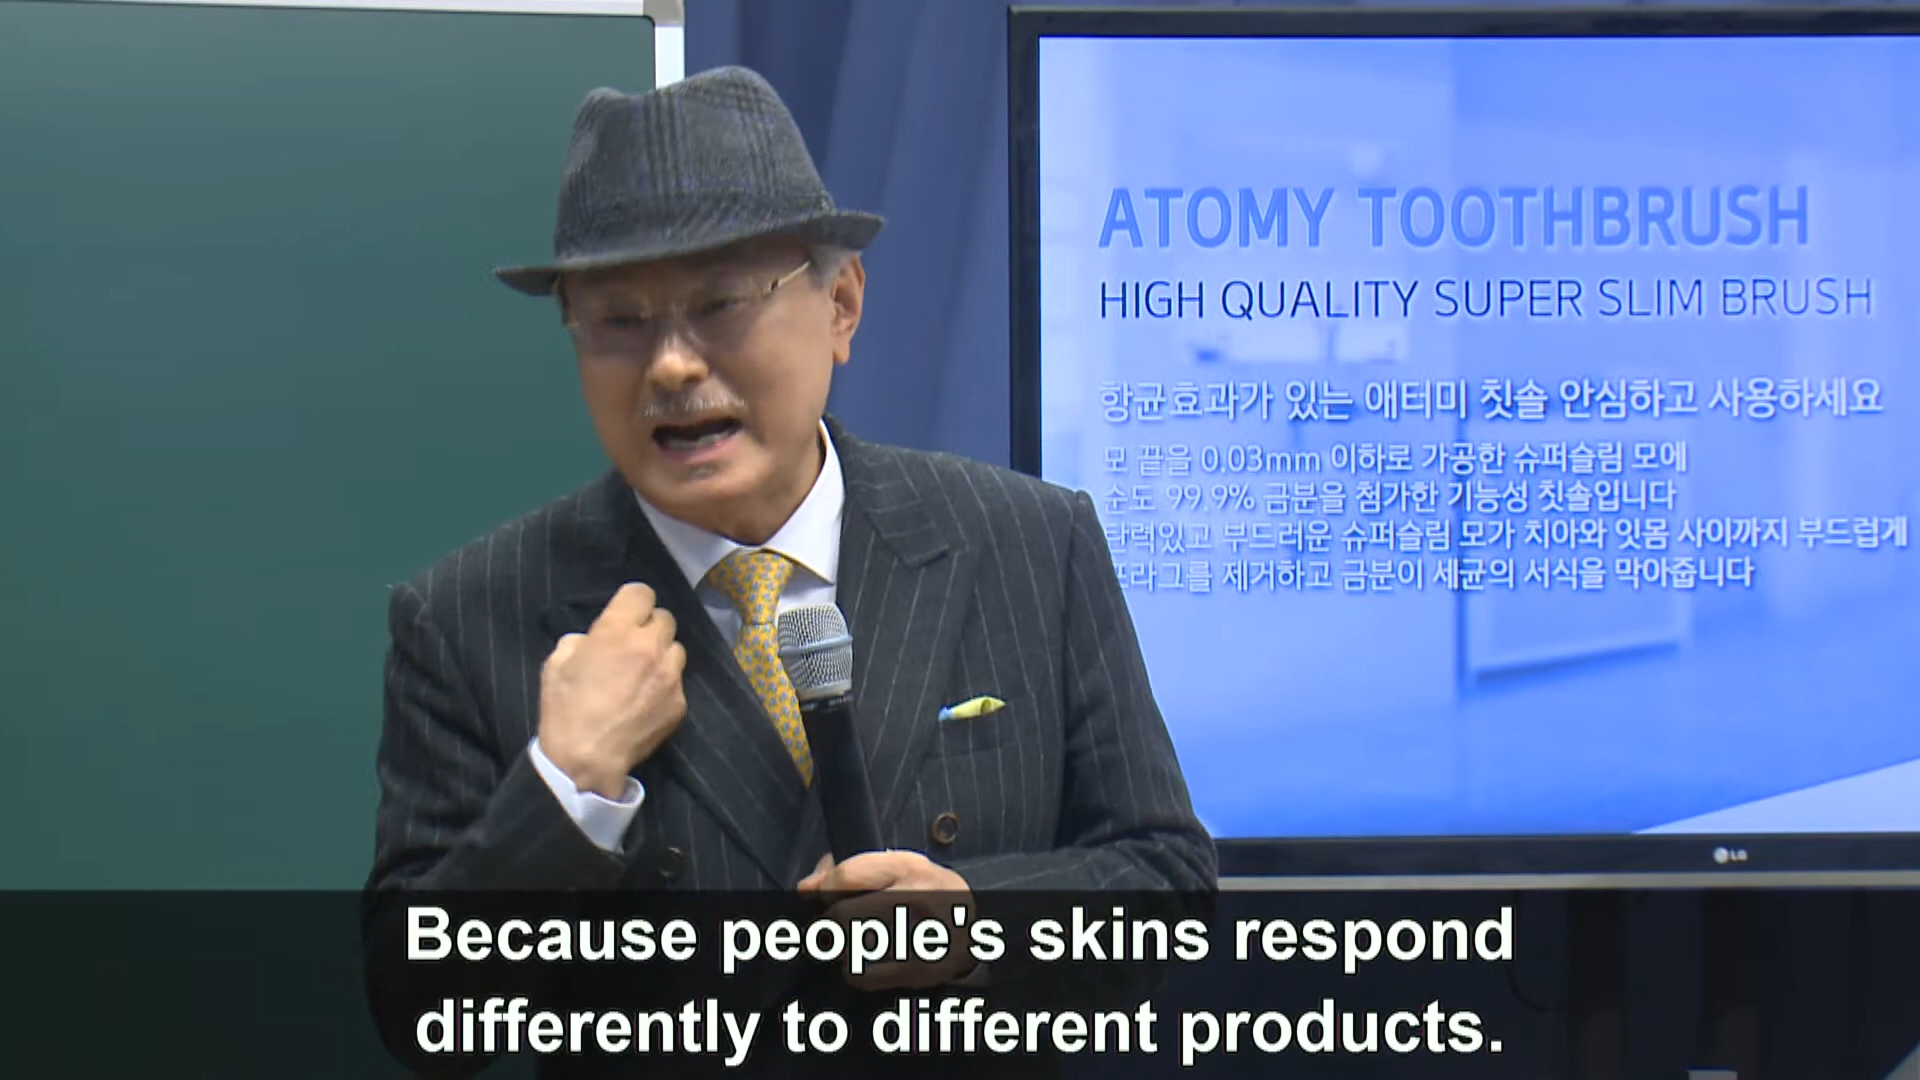 ATOMY TOOTHBRUSH
HIGH QUALITY SUPER SLIM BRUSH
항균효과가 있는 애터미 칫솔 안심하고 사용하세요
모 끝을 0.03mm 이하로 가공한 슈퍼슬림 모에
순도 99.9% 금분을 첨가한 기능성 칫솔입니다
탄력있고 부드러운 슈퍼슬림 모가 치아와 잇몸 사이까지 부드럽게
프라그를 제거하고 금분이 세균의 서식을 막아줍니다
LG
Because people's skins respond
differently to different products.